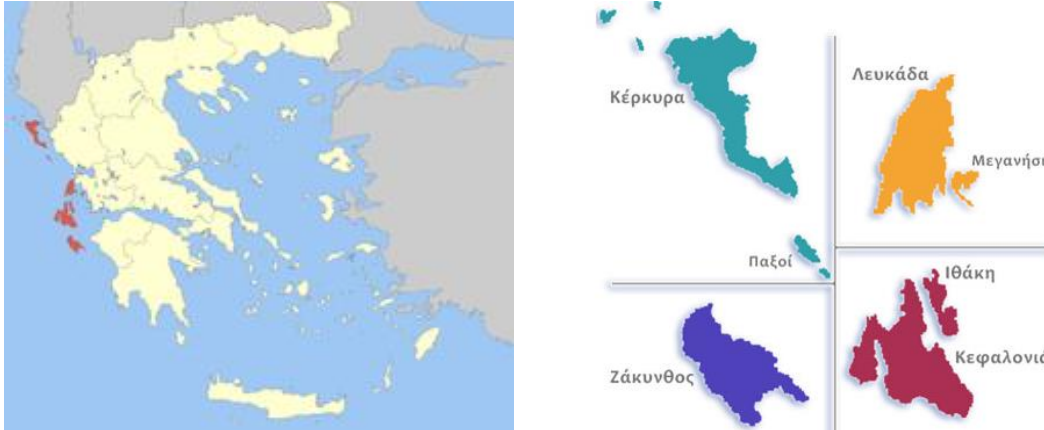 Κέρκυρα
Λευκάδα
Μεγανήσι
Παξοί
Ιθάκη
Ζάκυνθος
Κεφαλονιά